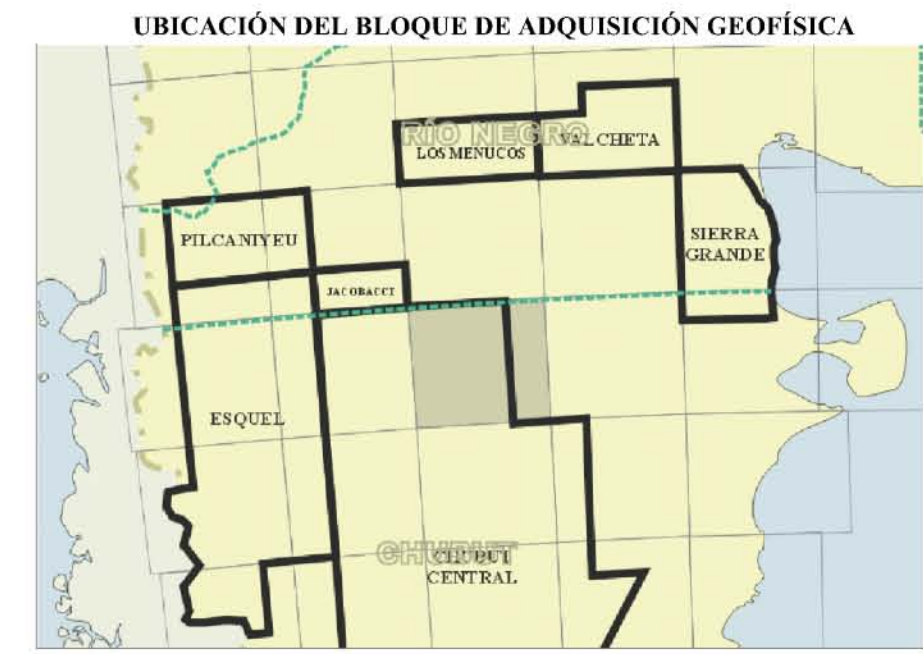 UBICACIÓN DEL BLOQUE DE ADQUISICIÓN GEOFÍSICA
RÍO NEGRO
LOS MENUCOS
VALCHETA
PILCANIYEU
SIERRA
GRANDE
JACOBACCI
ESQUEL
CHUBUT
CHUBUT
CENTRAL